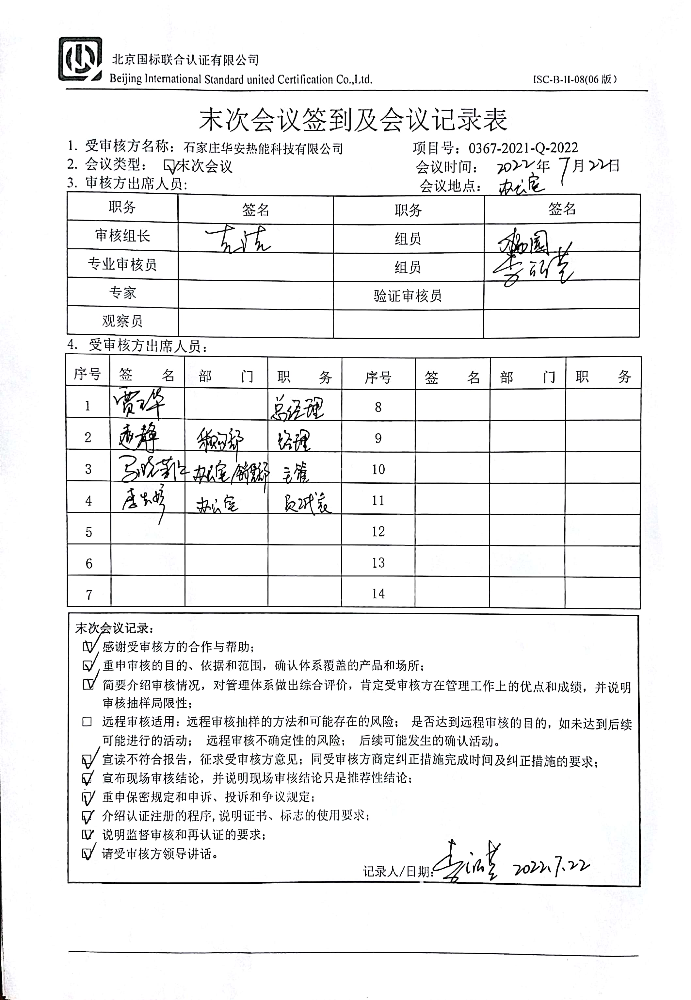 北京国标联合认证有限公司
Beijing International Standard united Certification Co.,Ltd. ISC-B-II-08(06版)
末次会议签到及会议记录表
1. 受审核方名称：石家庄华安热能科技有限公司 项目号：0367-2021-Q-2022
2. 会议类型： ☑末次会议 会议时间： 2022年7月22日
3. 审核方出席人员： 会议地点： 办公室
职务 签名 职务 签名
审核组长 组员 杨园
专业审核员 组员 李丽
专家 验证审核员
观察员
4. 受审核方出席人员：
序号 签 名 部 门 职 务 序号 签 名 部 门 职 务
1 贾 华 总经理 8
2 赵静 部 经理 9
3 马晓 办公室/销售部 主管 10
4 李 办公室 员工代表 11
5 12
6 13
7 14
末次会议记录：
☑ 感谢受审核方的合作与帮助；
☑ 重申审核的目的、依据和范围，确认体系覆盖的产品和场所；
☑ 简要介绍审核情况，对管理体系做出综合评价，肯定受审核方在管理工作上的优点和成绩，并说明
审核抽样局限性；
□ 远程审核适用：远程审核抽样的方法和可能存在的风险； 是否达到远程审核的目的，如未达到后续
可能进行的活动； 远程审核不确定性的风险； 后续可能发生的确认活动。
☑ 宣读不符合报告，征求受审核方意见；同受审核方商定纠正措施完成时间及纠正措施的要求；
☑ 宣布现场审核结论，并说明现场审核结论只是推荐性结论；
☑ 重申保密规定和申诉、投诉和争议规定；
☑ 介绍认证注册的程序,说明证书、标志的使用要求；
☑ 说明监督审核和再认证的要求；
☑ 请受审核方领导讲话。
记录人/日期： 李 2022.7.22